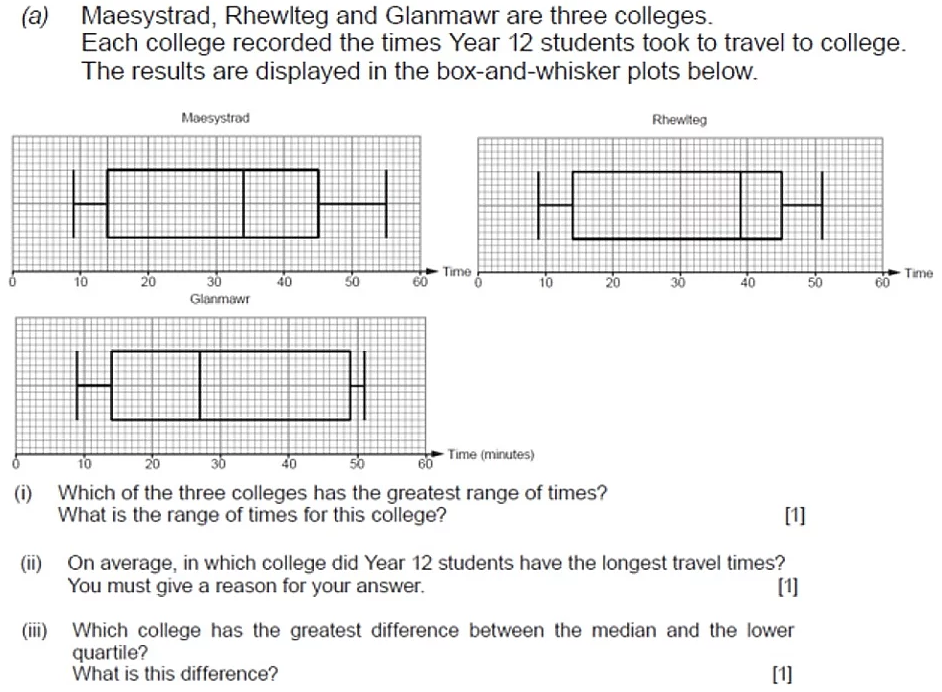 (a) Maesystrad, Rhewlteg and Glanmawr are three colleges.
Each college recorded the times Year 12 students took to travel to college.
The results are displayed in the box-and-whisker plots below.
Maesystrad
0 10 20 30 40 50 60 Time
Rhewlteg
0 10 20 30 40 50 60 Time
Glanmawr
0 10 20 30 40 50 60 Time (minutes)
(i) Which of the three colleges has the greatest range of times?
What is the range of times for this college? [1]
(ii) On average, in which college did Year 12 students have the longest travel times?
You must give a reason for your answer. [1]
(iii) Which college has the greatest difference between the median and the lower
quartile?
What is this difference? [1]